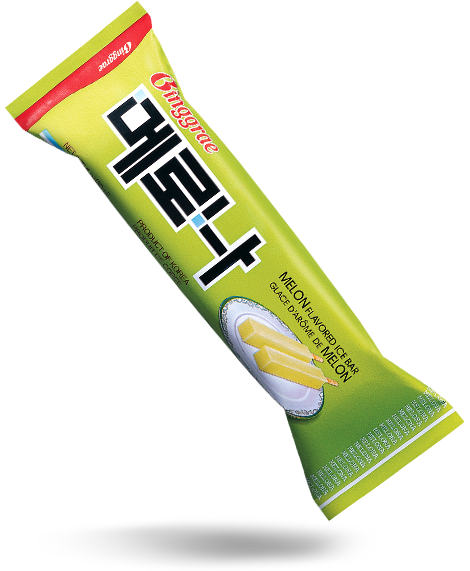 Binggrae
Binggrae
메로나
PRODUCT OF KOREA
MELON FLAVORED ICE BAR
GLACE D'ARÔME DE MELON